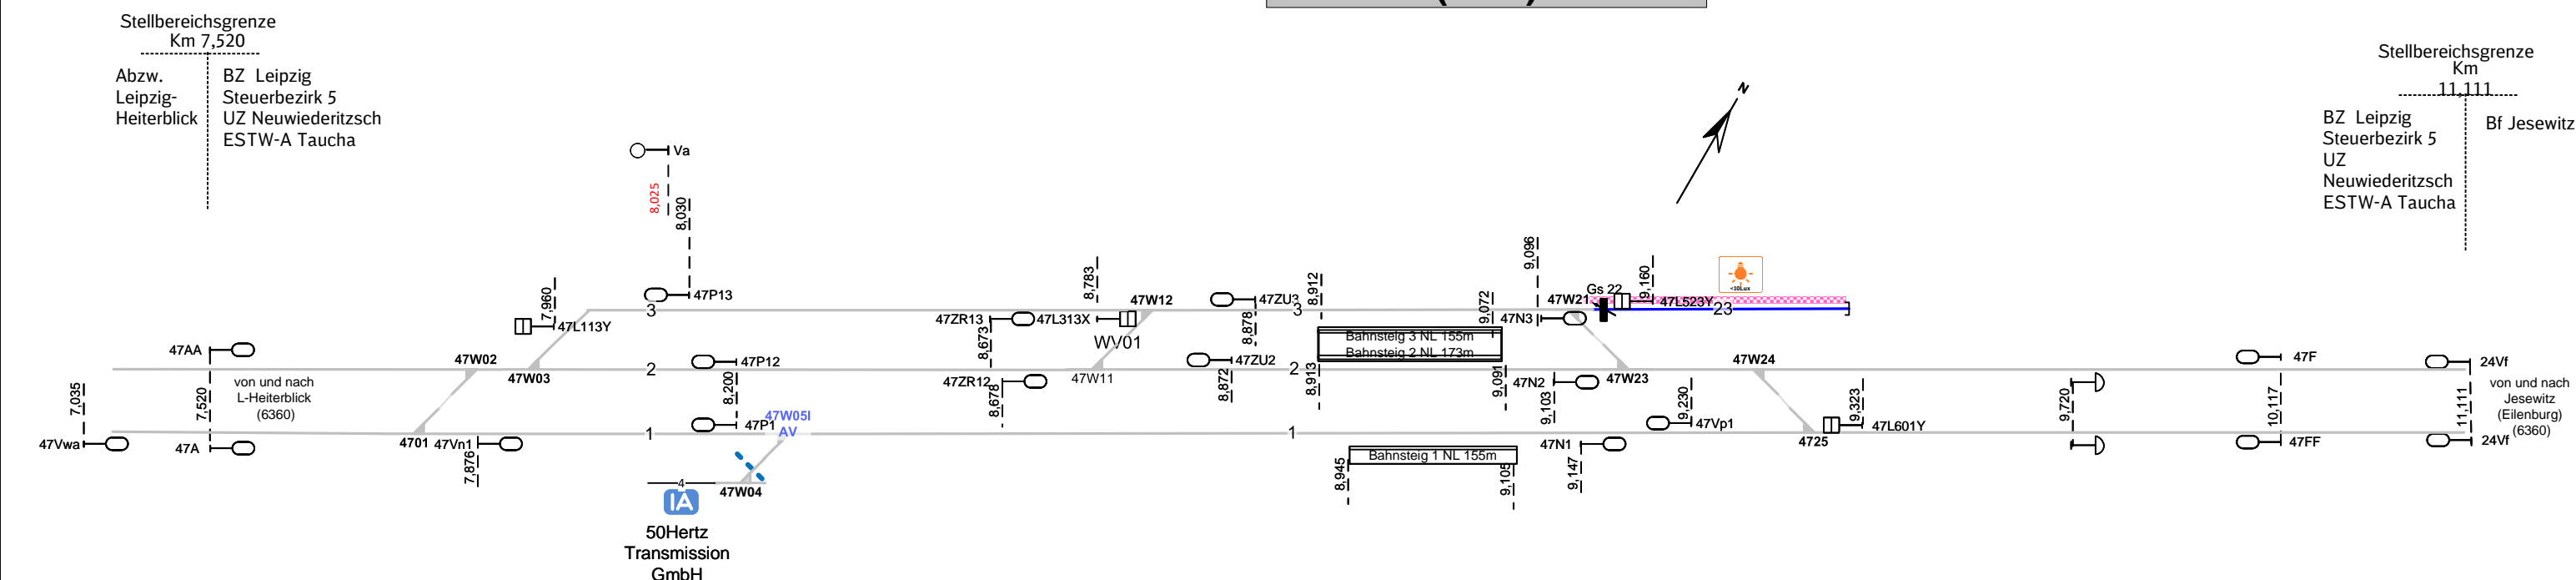 Stellbereichsgrenze
Km 7,520
Abzw.
Leipzig-
Heiterblick
BZ Leipzig
Steuerbezirk 5
UZ Neuwiederitzsch
ESTW-A Taucha
Stellbereichsgrenze
Km
11,111
BZ Leipzig
Steuerbezirk 5
UZ
Neuwiederitzsch
ESTW-A Taucha
Bf Jesewitz
N
Va
8,025
8,030
47P13
3
7,960
47L113Y
8,783
47W12
47ZR13
8,673
47L313X
WV01
47ZU3
8,878
3
8,912
9,072
9,096
47W21
Gs 22
9,160
47L523Y
<10Lux
23
47N3
Bahnsteig 3 NL 155m
Bahnsteig 2 NL 173m
47AA
7,520
von und nach
L-Heiterblick
(6360)
47W02
47W03
2
47P12
8,200
47ZR12
8,678
47W11
47ZU2
8,872
2
8,913
9,091
47N2
9,103
47W23
47W24
47F
24Vf
7,035
47Vwa
47A
4701
47Vn1
7,876
1
47P1
47W05I
AV
1
47N1
9,147
9,230
47Vp1
4725
9,323
47L601Y
9,720
10,117
47FF
11,111
24Vf
von und nach
Jesewitz
(Eilenburg)
(6360)
Bahnsteig 1 NL 155m
8,945
9,105
4
47W04
IA
50Hertz
Transmission
GmbH